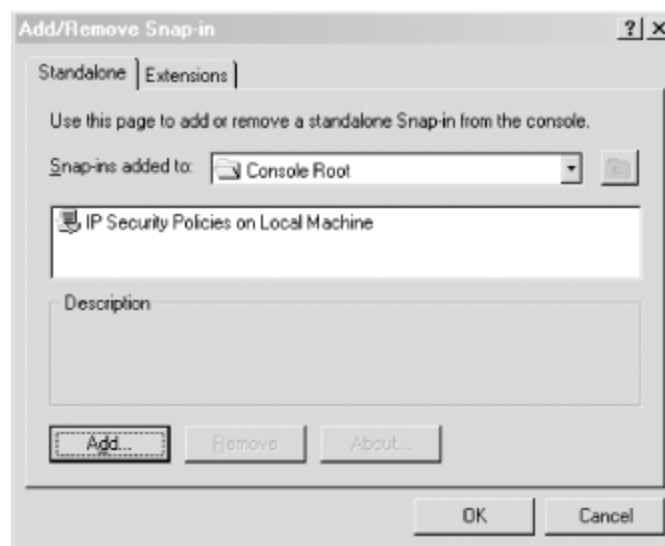 Add/Remove Snap-in
Standalone
Extensions
Use this page to add or remove a standalone Snap-in from the console.
Snap-ins added to:
Console Root
IP Security Policies on Local Machine
Description
Add...
Remove
About...
OK
Cancel